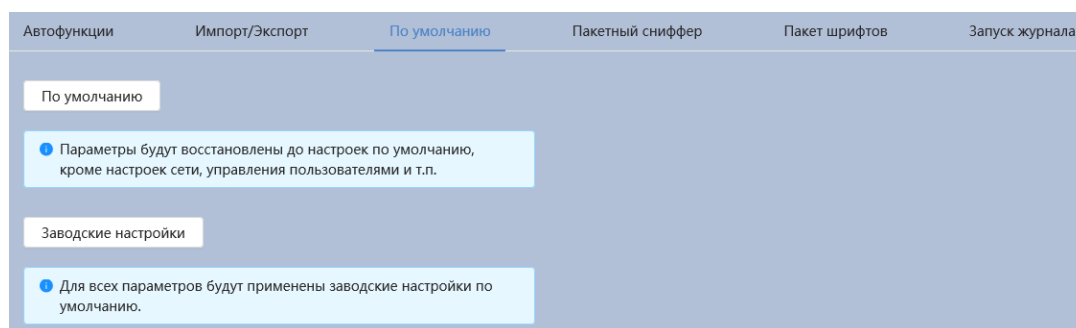 Автофункции Импорт/Экспорт По умолчанию Пакетный сниффер Пакет шрифтов Запуск журнала
По умолчанию
Параметры будут восстановлены до настроек по умолчанию,
кроме настроек сети, управления пользователями и т.п.
Заводские настройки
Для всех параметров будут применены заводские настройки по
умолчанию.